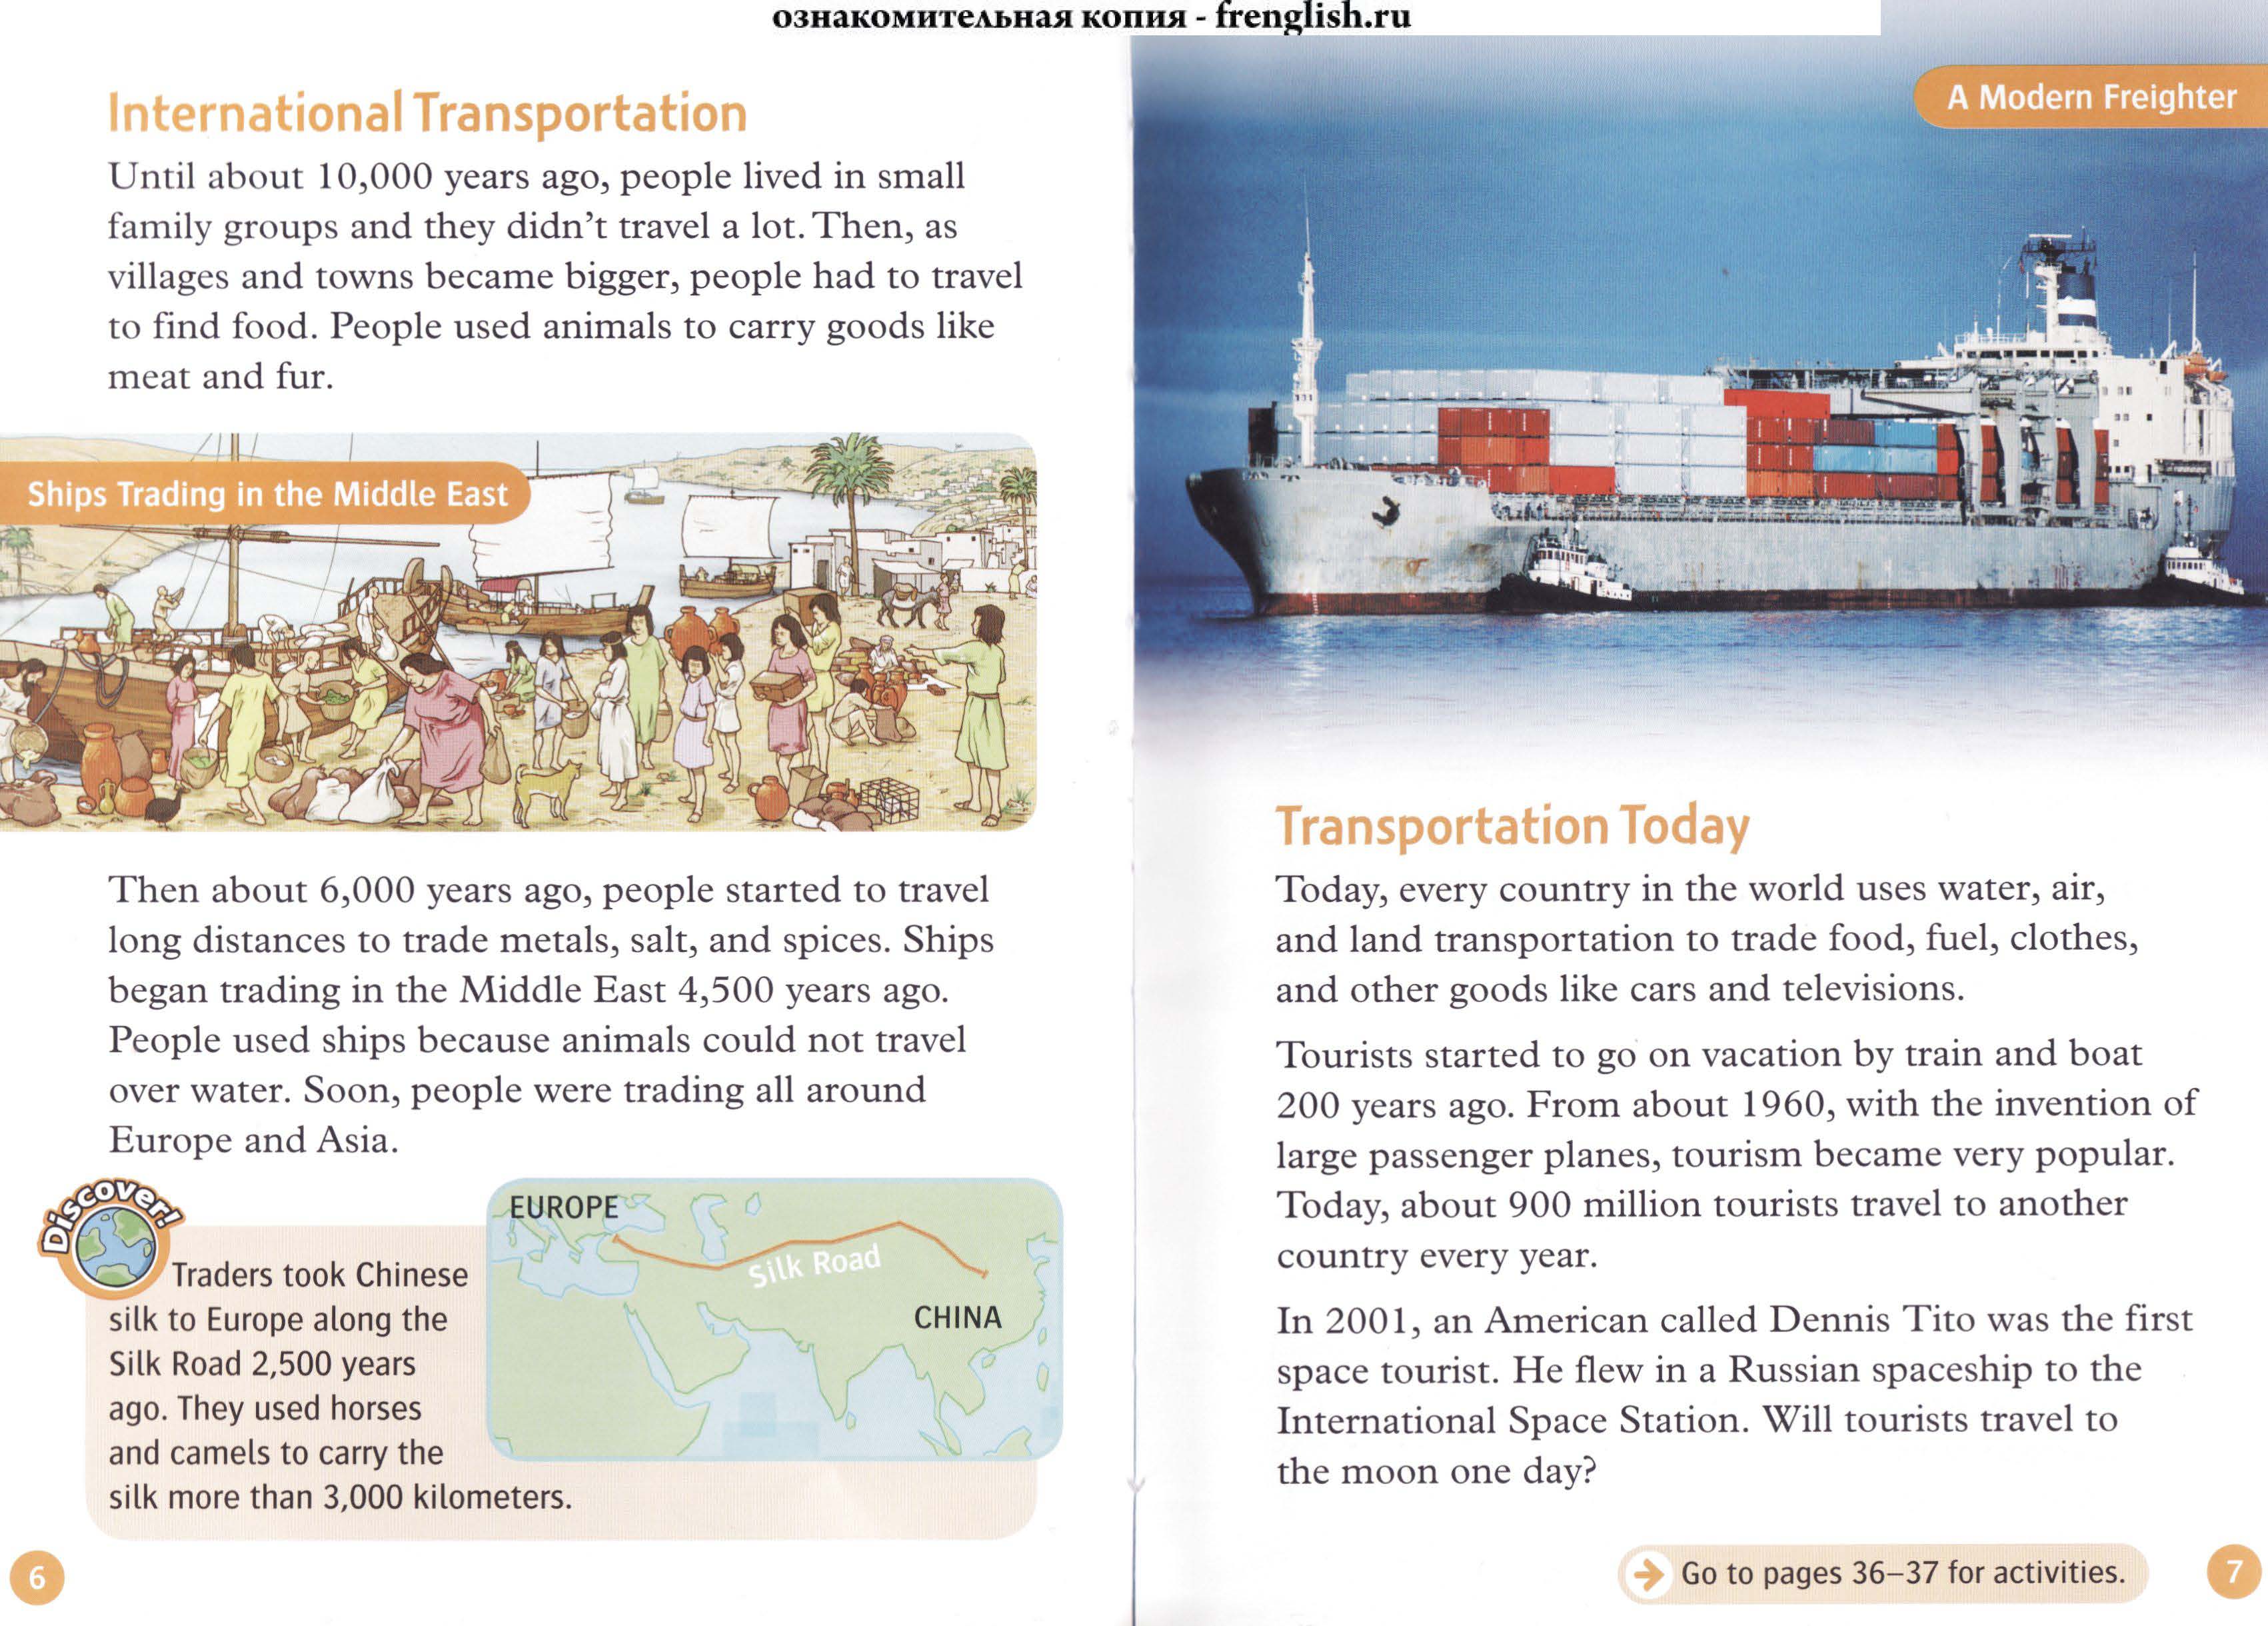 ознакомительная копия - frenglish.ru
International Transportation
Until about 10,000 years ago, people lived in small
family groups and they didn't travel a lot. Then, as
villages and towns became bigger, people had to travel
to find food. People used animals to carry goods like
meat and fur.
Ships Trading in the Middle East
Then about 6,000 years ago, people started to travel
long distances to trade metals, salt, and spices. Ships
began trading in the Middle East 4,500 years ago.
People used ships because animals could not travel
over water. Soon, people were trading all around
Europe and Asia.
Discover!
Traders took Chinese
silk to Europe along the
Silk Road 2,500 years
ago. They used horses
and camels to carry the
silk more than 3,000 kilometers.
EUROPE
Silk Road
CHINA
6
A Modern Freighter
Transportation Today
Today, every country in the world uses water, air,
and land transportation to trade food, fuel, clothes,
and other goods like cars and televisions.
Tourists started to go on vacation by train and boat
200 years ago. From about 1960, with the invention of
large passenger planes, tourism became very popular.
Today, about 900 million tourists travel to another
country every year.
In 2001, an American called Dennis Tito was the first
space tourist. He flew in a Russian spaceship to the
International Space Station. Will tourists travel to
the moon one day?
Go to pages 36–37 for activities.
7